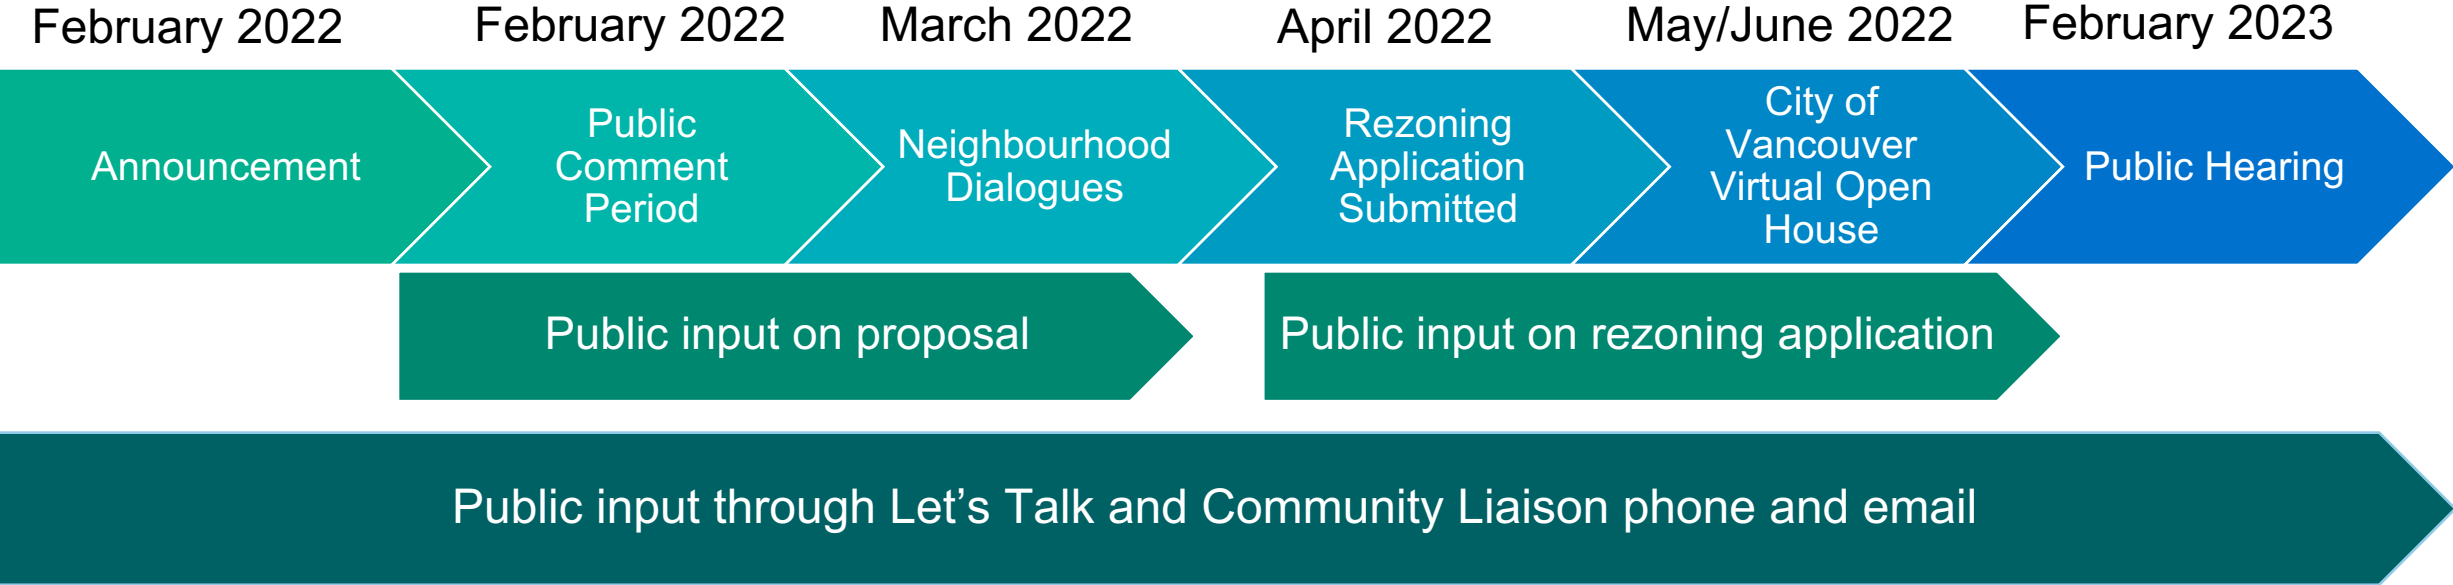 February 2022
February 2022
March 2022
April 2022
May/June 2022
February 2023
Announcement
Public
Comment
Period
Neighbourhood
Dialogues
Rezoning
Application
Submitted
City of
Vancouver
Virtual Open
House
Public Hearing
Public input on proposal
Public input on rezoning application
Public input through Let’s Talk and Community Liaison phone and email